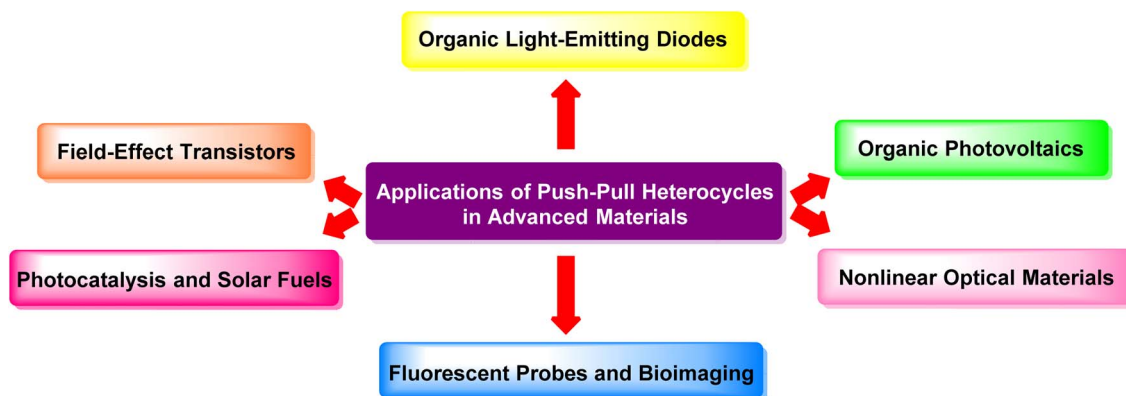 Organic Light-Emitting Diodes
Field-Effect Transistors
Organic Photovoltaics
Applications of Push-Pull Heterocycles
in Advanced Materials
Photocatalysis and Solar Fuels
Nonlinear Optical Materials
Fluorescent Probes and Bioimaging